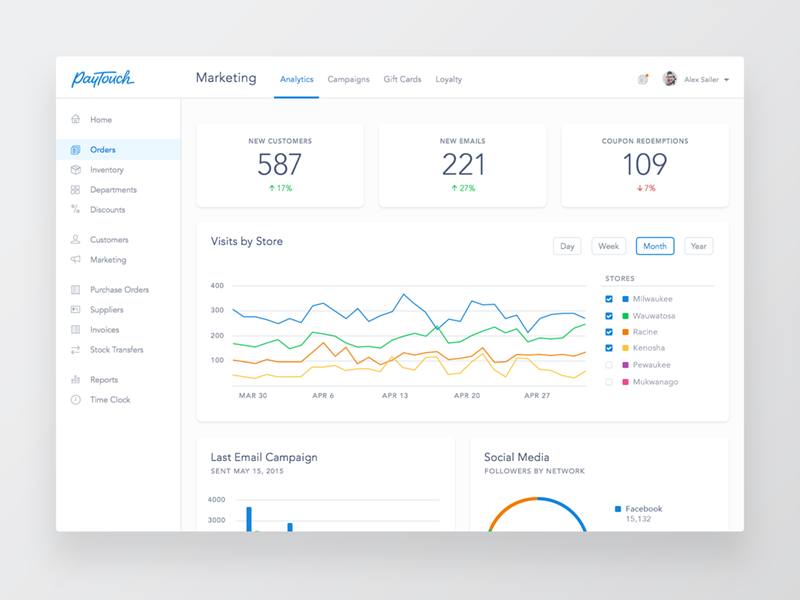 PayTouch
Marketing
Analytics
Campaigns
Gift Cards
Loyalty
Alex Sailer
Home
Orders
Inventory
Departments
Discounts
Customers
Marketing
Purchase Orders
Suppliers
Invoices
Stock Transfers
Reports
Time Clock
NEW CUSTOMERS
587
↑ 17%
NEW EMAILS
221
↑ 27%
COUPON REDEMPTIONS
109
↓ 7%
Visits by Store
Day
Week
Month
Year
400
300
200
100
MAR 30
APR 6
APR 13
APR 20
APR 27
STORES
Milwaukee
Wauwatosa
Racine
Kenosha
Pewaukee
Mukwanago
Last Email Campaign
SENT MAY 15, 2015
4000
3000
Social Media
FOLLOWERS BY NETWORK
Facebook
15,132